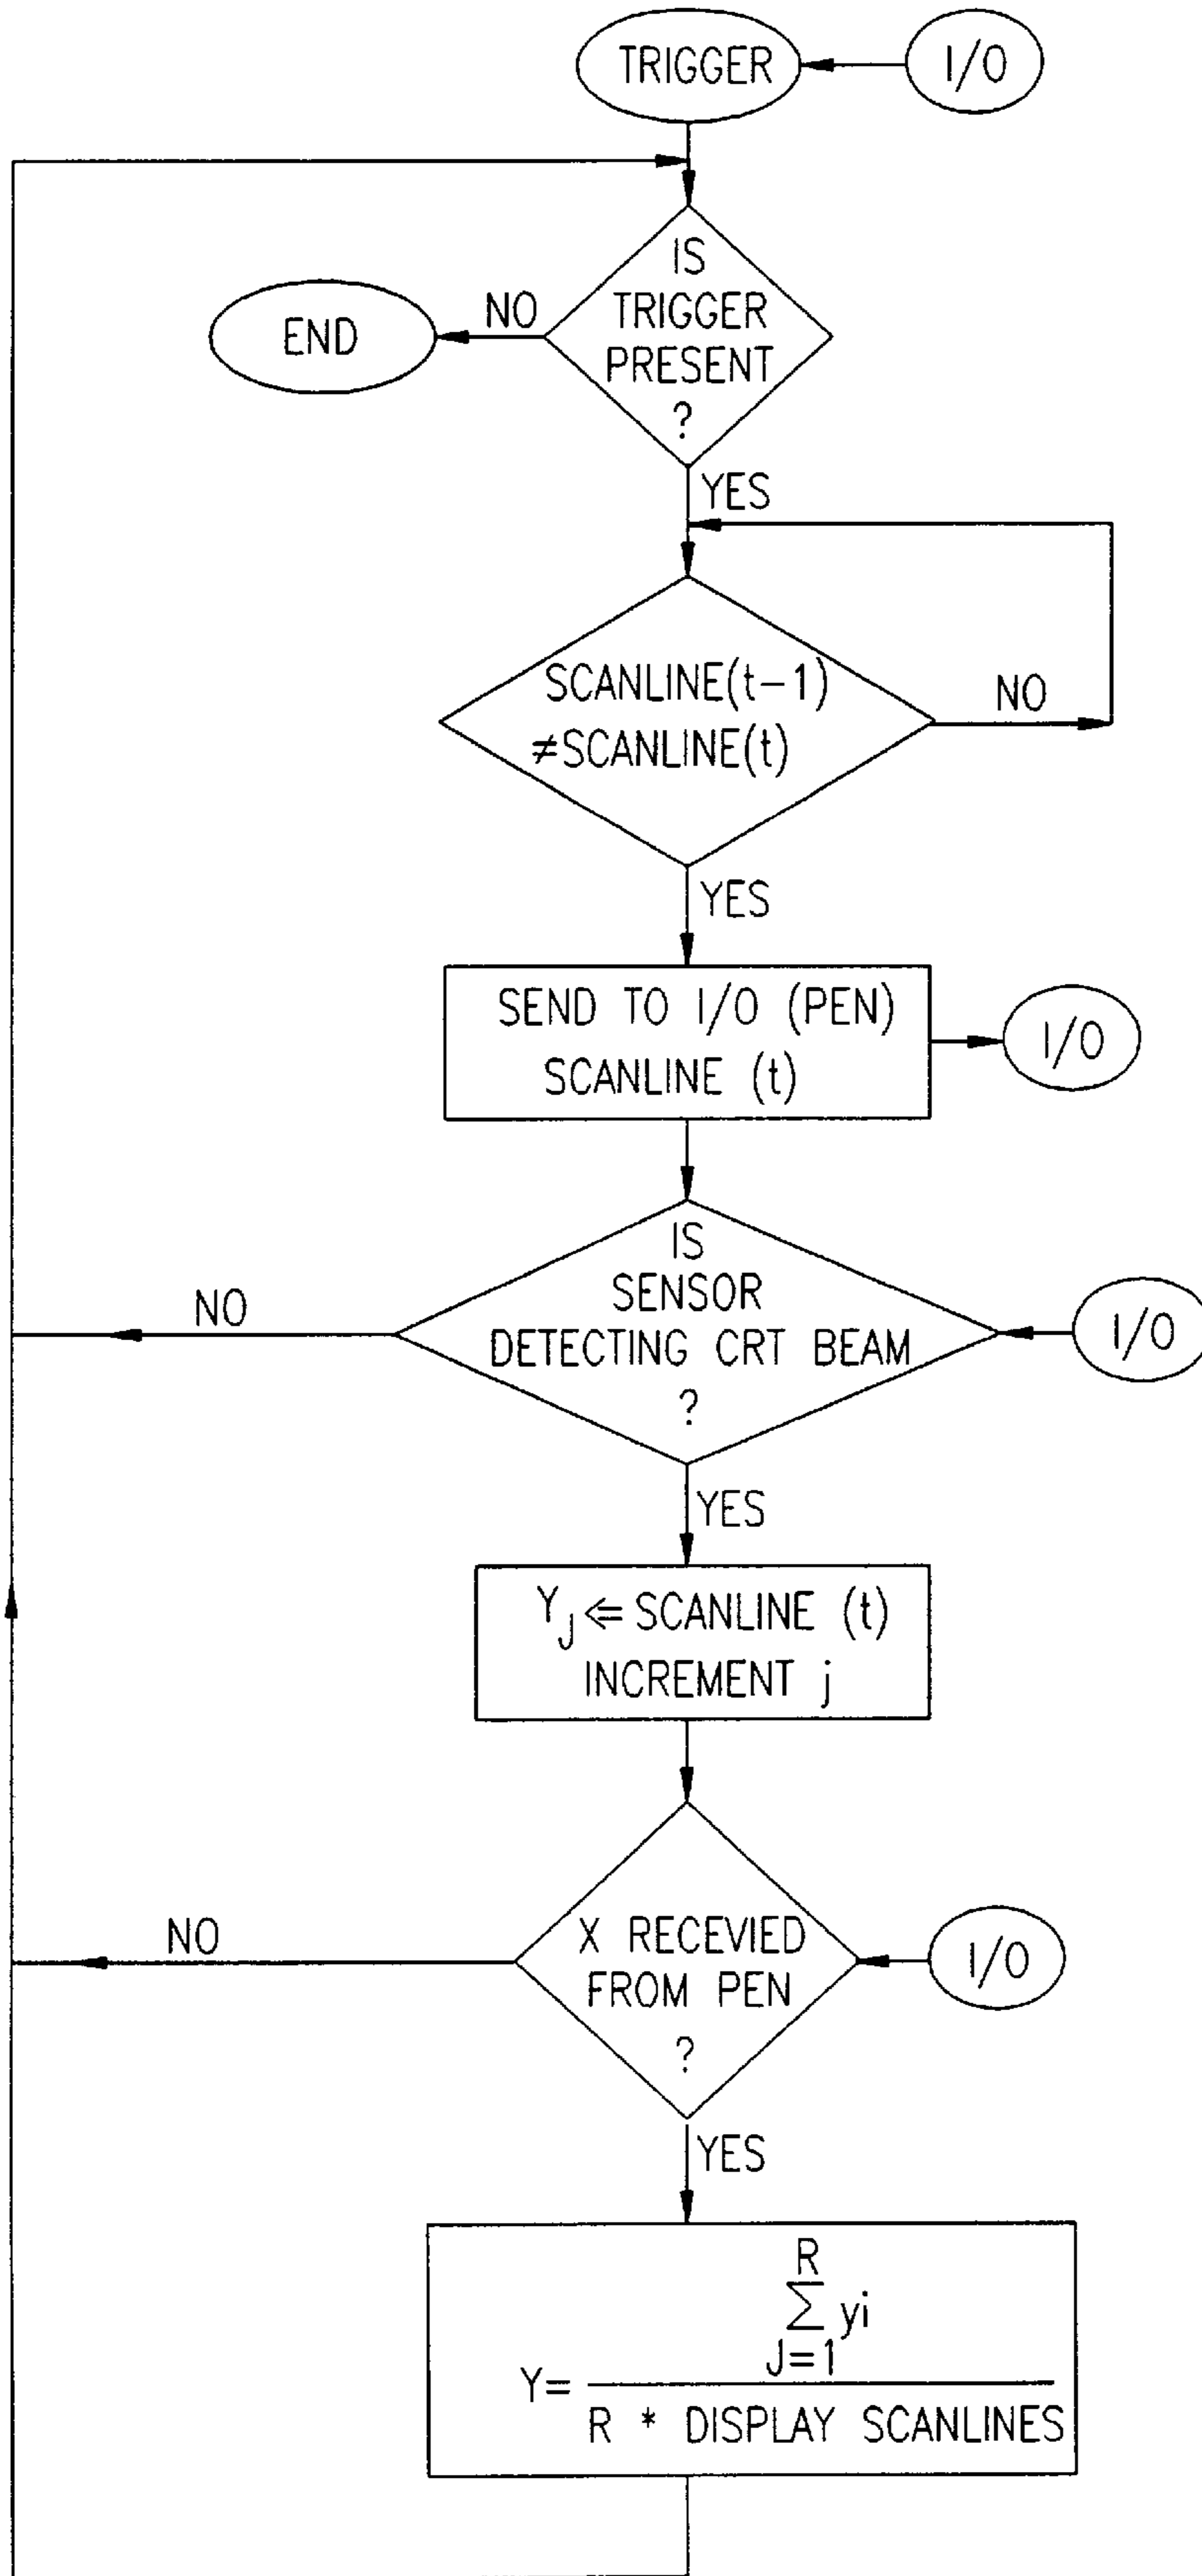 TRIGGER
I/O
IS
TRIGGER
PRESENT
?
NO
END
YES
SCANLINE(t-1)
≠SCANLINE(t)
NO
YES
SEND TO I/O (PEN)
SCANLINE (t)
I/O
IS
SENSOR
DETECTING CRT BEAM
?
NO
I/O
YES
Y_J ⇐ SCANLINE (t)
INCREMENT j
X RECEVIED
FROM PEN
?
NO
I/O
YES
R
∑ yi
J=1
Y=
R * DISPLAY SCANLINES